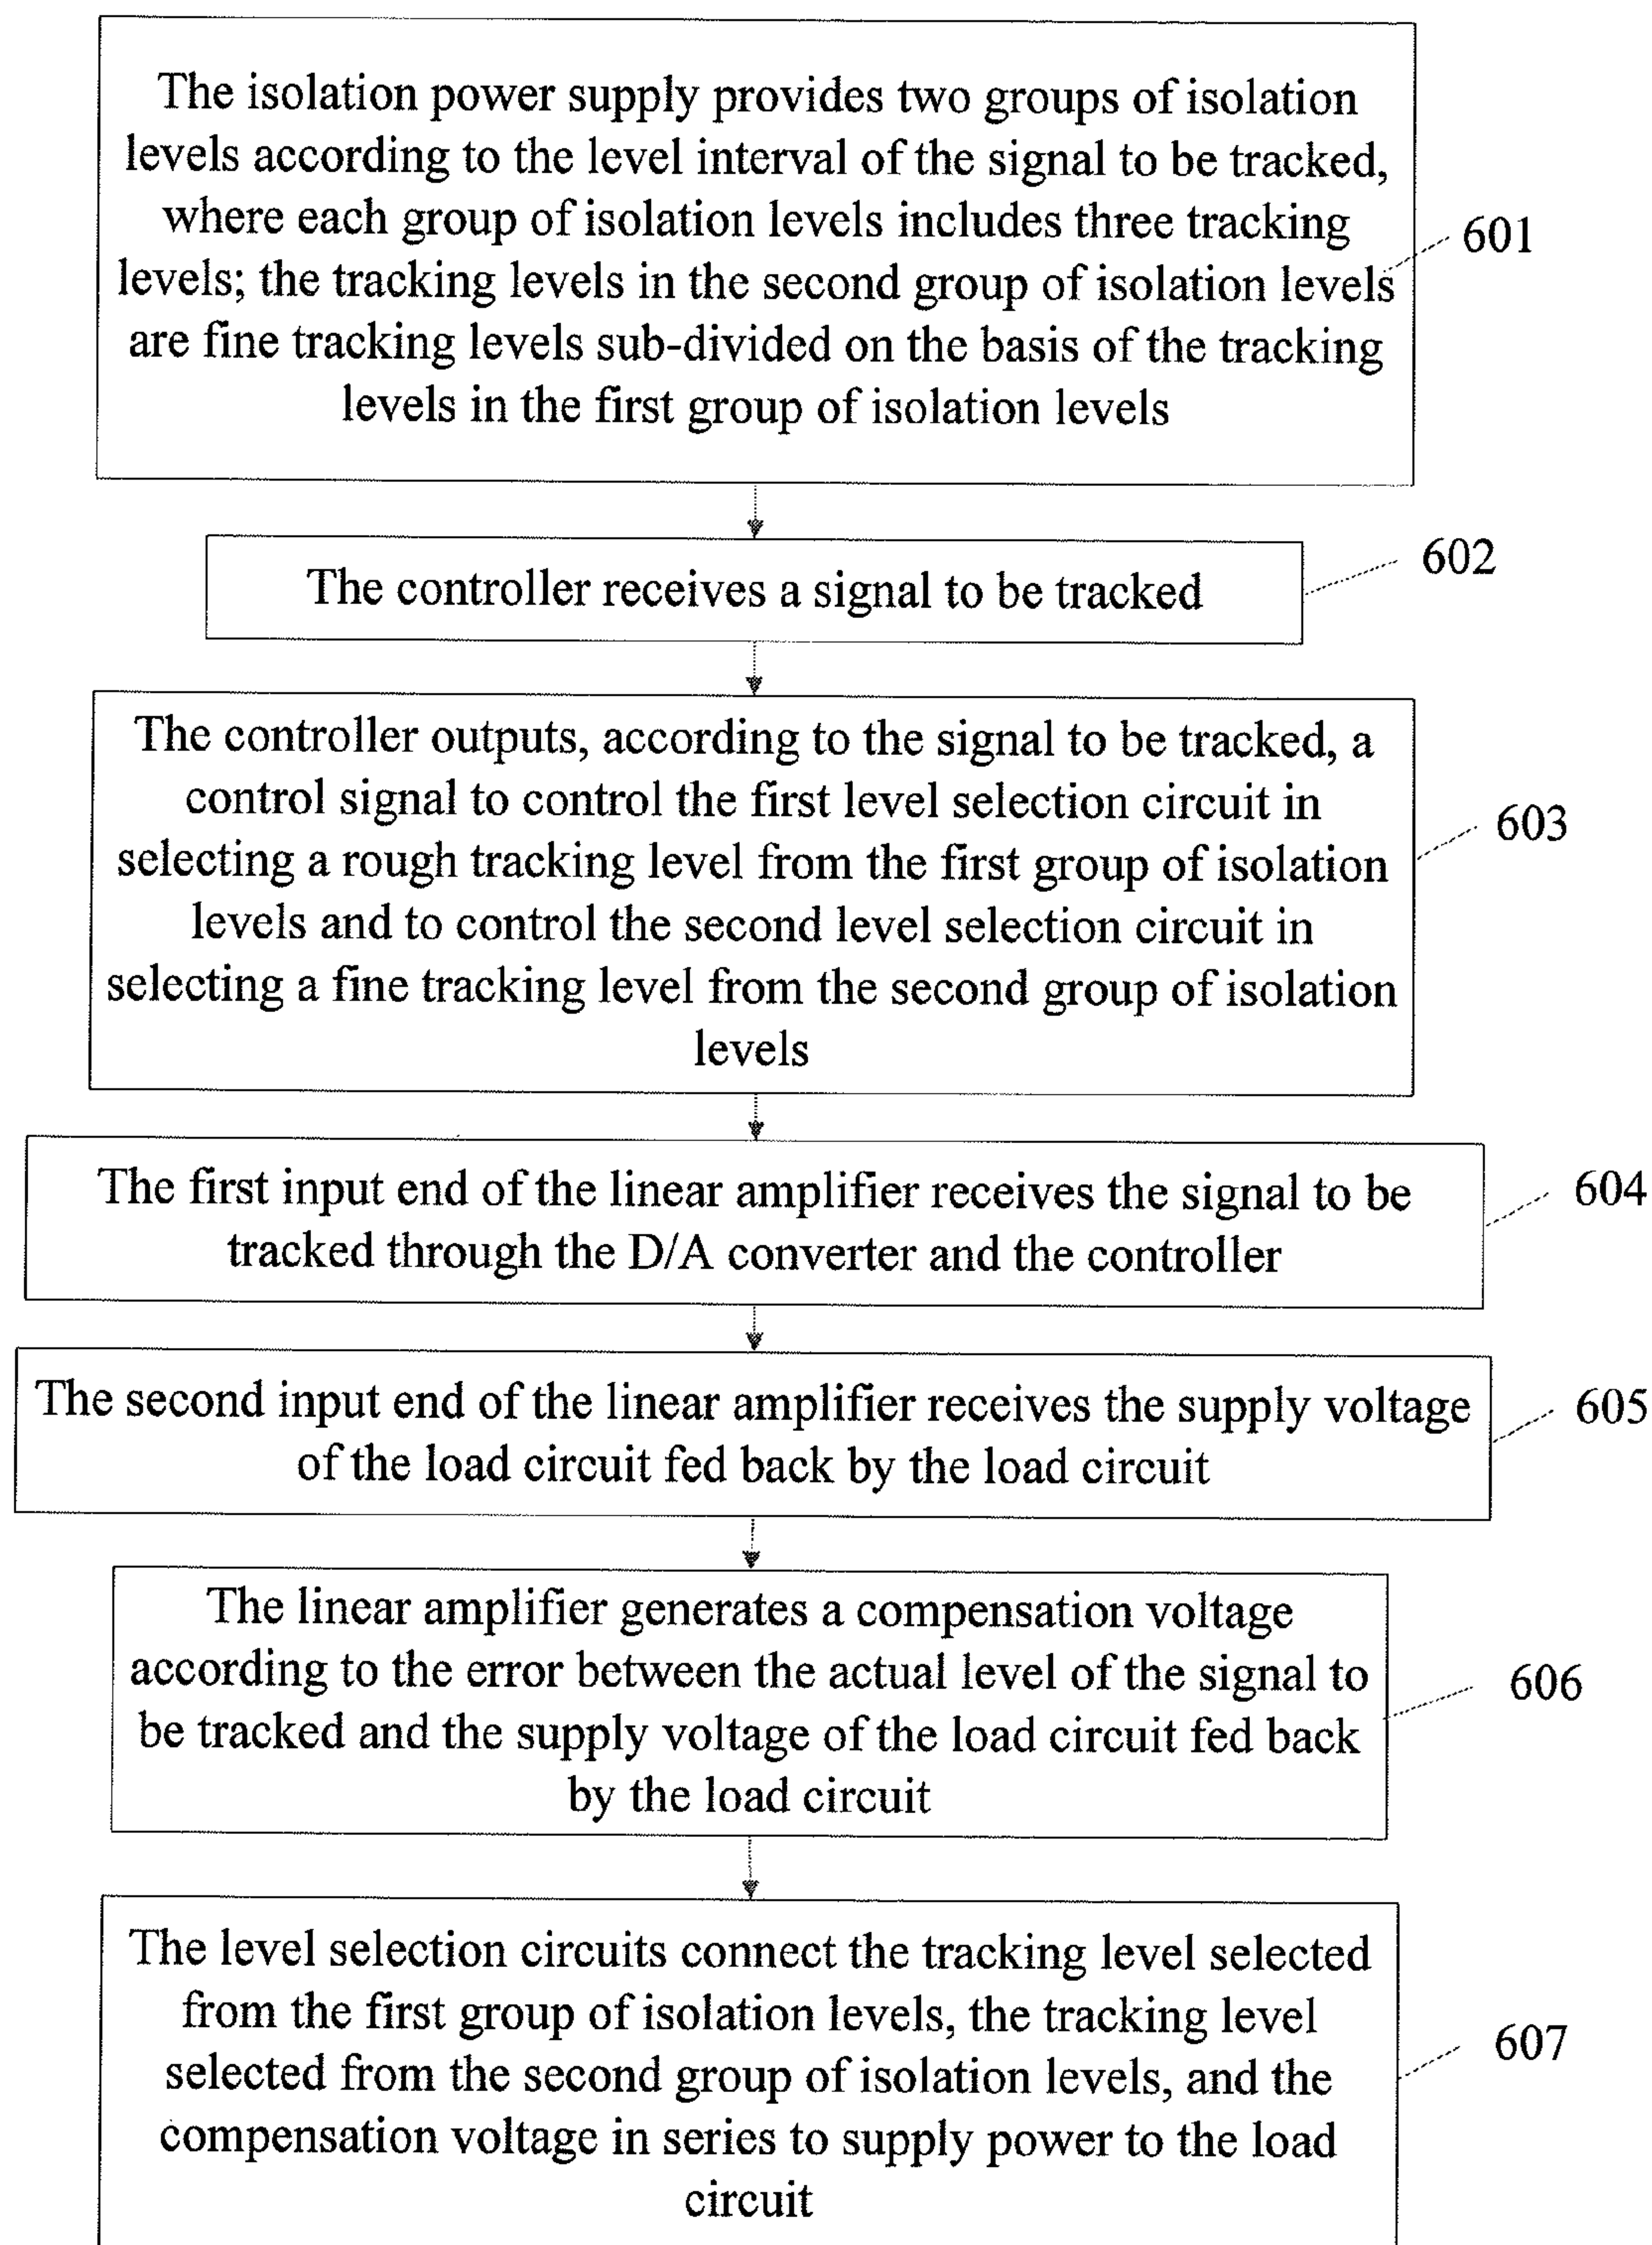 The isolation power supply provides two groups of isolation
levels according to the level interval of the signal to be tracked,
where each group of isolation levels includes three tracking
levels; the tracking levels in the second group of isolation levels
are fine tracking levels sub-divided on the basis of the tracking
levels in the first group of isolation levels
601
The controller receives a signal to be tracked
602
The controller outputs, according to the signal to be tracked, a
control signal to control the first level selection circuit in
selecting a rough tracking level from the first group of isolation
levels and to control the second level selection circuit in
selecting a fine tracking level from the second group of isolation
levels
603
The first input end of the linear amplifier receives the signal to be
tracked through the D/A converter and the controller
604
The second input end of the linear amplifier receives the supply voltage
of the load circuit fed back by the load circuit
605
The linear amplifier generates a compensation voltage
according to the error between the actual level of the signal to
be tracked and the supply voltage of the load circuit fed back
by the load circuit
606
The level selection circuits connect the tracking level selected
from the first group of isolation levels, the tracking level
selected from the second group of isolation levels, and the
compensation voltage in series to supply power to the load
circuit
607